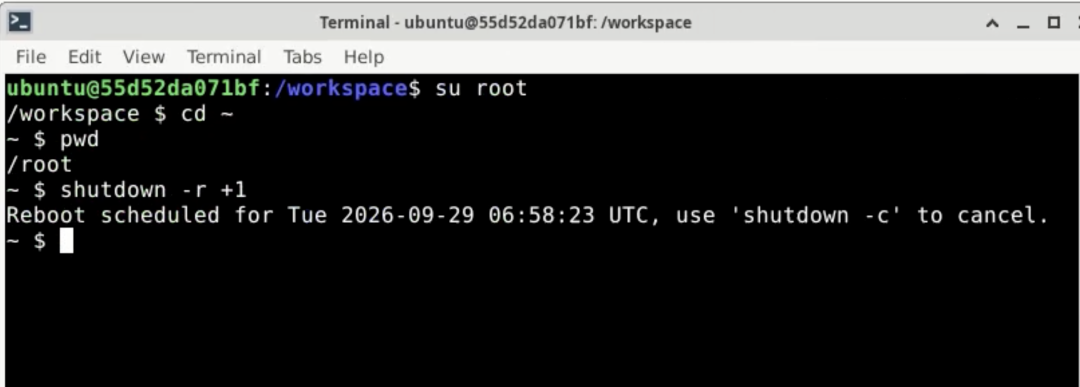 Terminal - ubuntu@55d52da071bf: /workspace
File Edit View Terminal Tabs Help
ubuntu@55d52da071bf:/workspace$ su root
/workspace $ cd ~
~ $ pwd
/root
~ $ shutdown -r +1
Reboot scheduled for Tue 2026-09-29 06:58:23 UTC, use 'shutdown -c' to cancel.
~ $